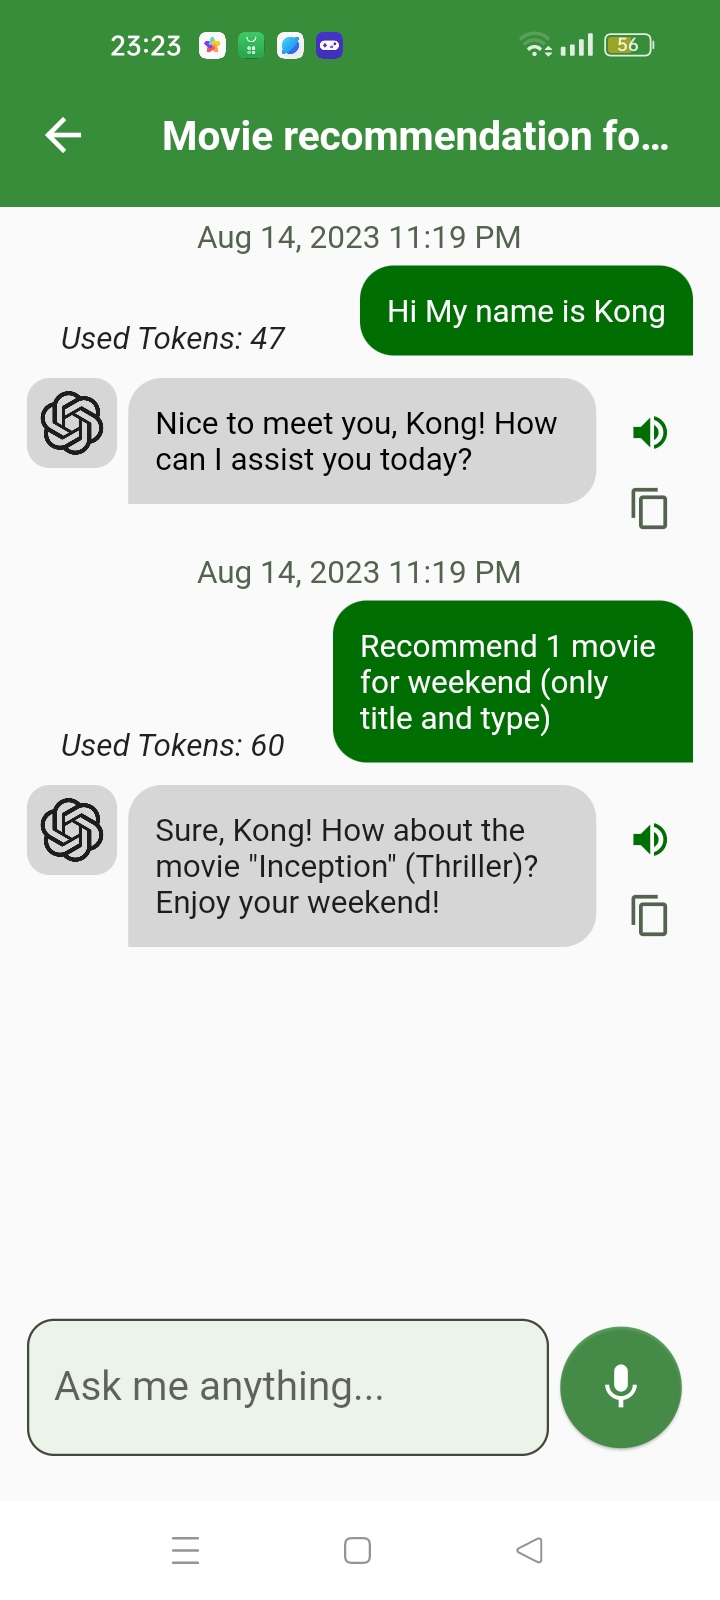 23:23
56
Movie recommendation fo...
Aug 14, 2023 11:19 PM
Hi My name is Kong
Used Tokens: 47
Nice to meet you, Kong! How
can I assist you today?
Aug 14, 2023 11:19 PM
Recommend 1 movie
for weekend (only
title and type)
Used Tokens: 60
Sure, Kong! How about the
movie "Inception" (Thriller)?
Enjoy your weekend!
Ask me anything...